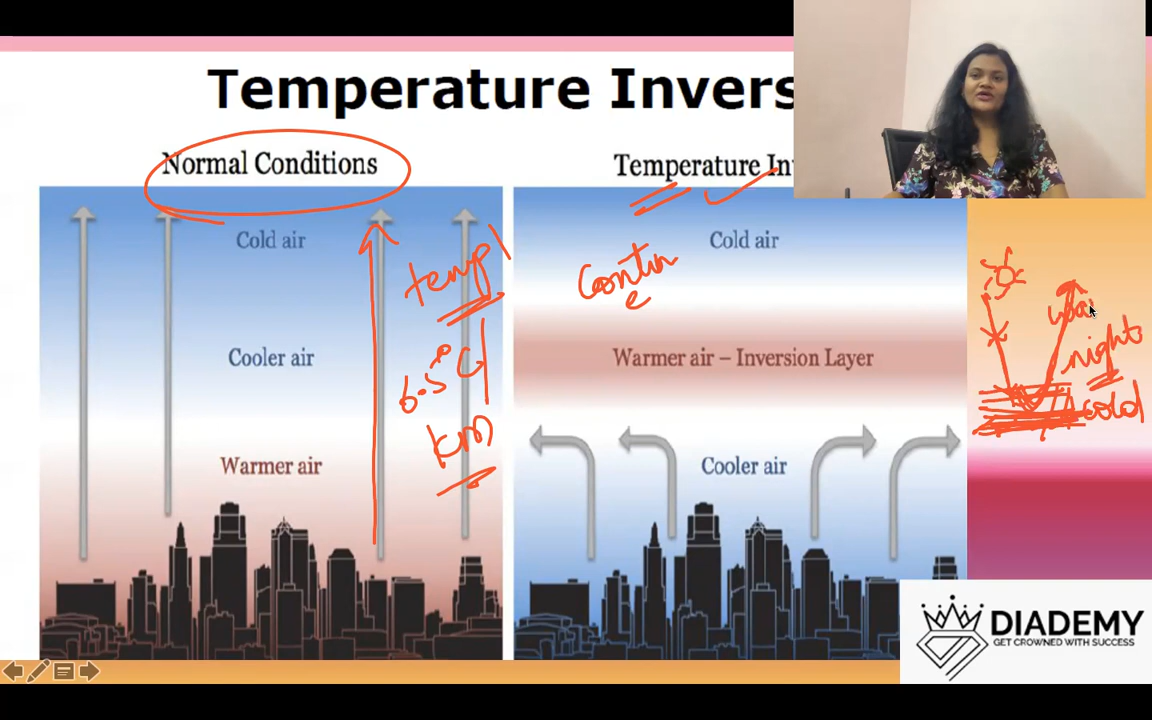 Temperature Invers
Normal Conditions
Temperature In
Cold air
Cooler air
Warmer air
temp
6.5°C/
km
Cold air
Warmer air – Inversion Layer
Cooler air
night
cold
DIADEMY
GET CROWNED WITH SUCCESS